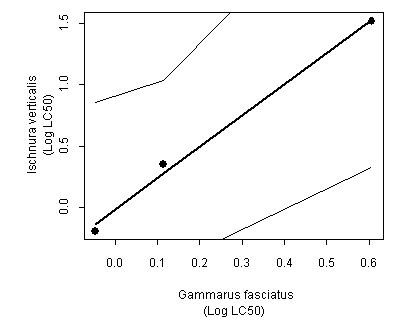 1.5
1.0
0.5
0.0
Ischnura verticalis
(Log LC50)
0.0 0.1 0.2 0.3 0.4 0.5 0.6
Gammarus fasciatus
(Log LC50)